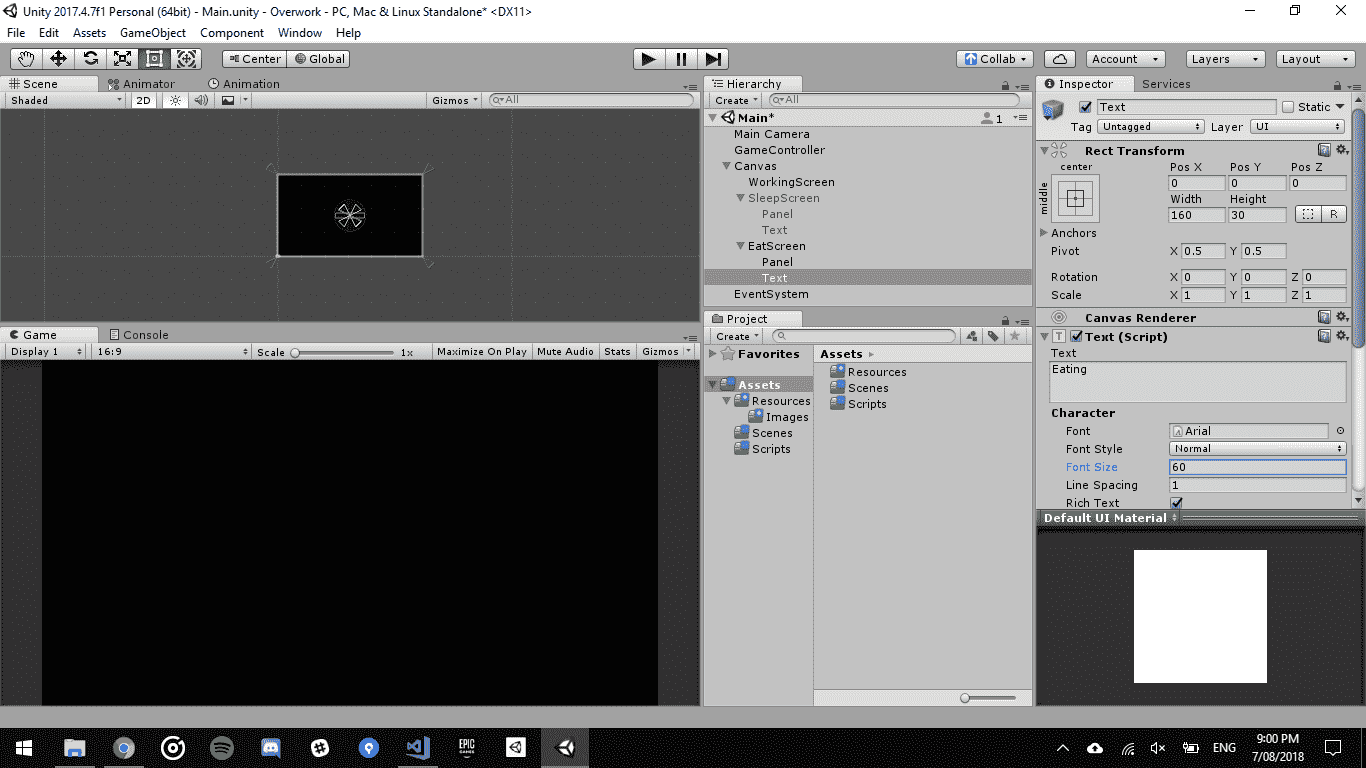 Unity 2017.4.7f1 Personal (64bit) - Main.unity - Overwork - PC, Mac & Linux Standalone* <DX11>
File Edit Assets GameObject Component Window Help
Center Global Collab Account Layers Layout
Scene Animator Animation
Shaded 2D Gizmos All
Hierarchy
Create All
Main* 1
Main Camera
GameController
Canvas
WorkingScreen
SleepScreen
Panel
Text
EatScreen
Panel
Text
EventSystem
Game Console
Display 1 16:9 Scale 1x Maximize On Play Mute Audio Stats Gizmos
Project
Create
Favorites
Assets
Resources
Images
Scenes
Scripts
Assets
Resources
Scenes
Scripts
Inspector Services
Text Static
Tag Untagged Layer UI
Rect Transform
center Pos X Pos Y Pos Z
middle 0 0 0
Width Height
160 30 R
Anchors
Pivot X 0.5 Y 0.5
Rotation X 0 Y 0 Z 0
Scale X 1 Y 1 Z 1
Canvas Renderer
T Text (Script)
Text
Eating
Character
Font Arial
Font Style Normal
Font Size 60
Line Spacing 1
Rich Text
Default UI Material
EPIC GAMES
ENG
9:00 PM
7/08/2018